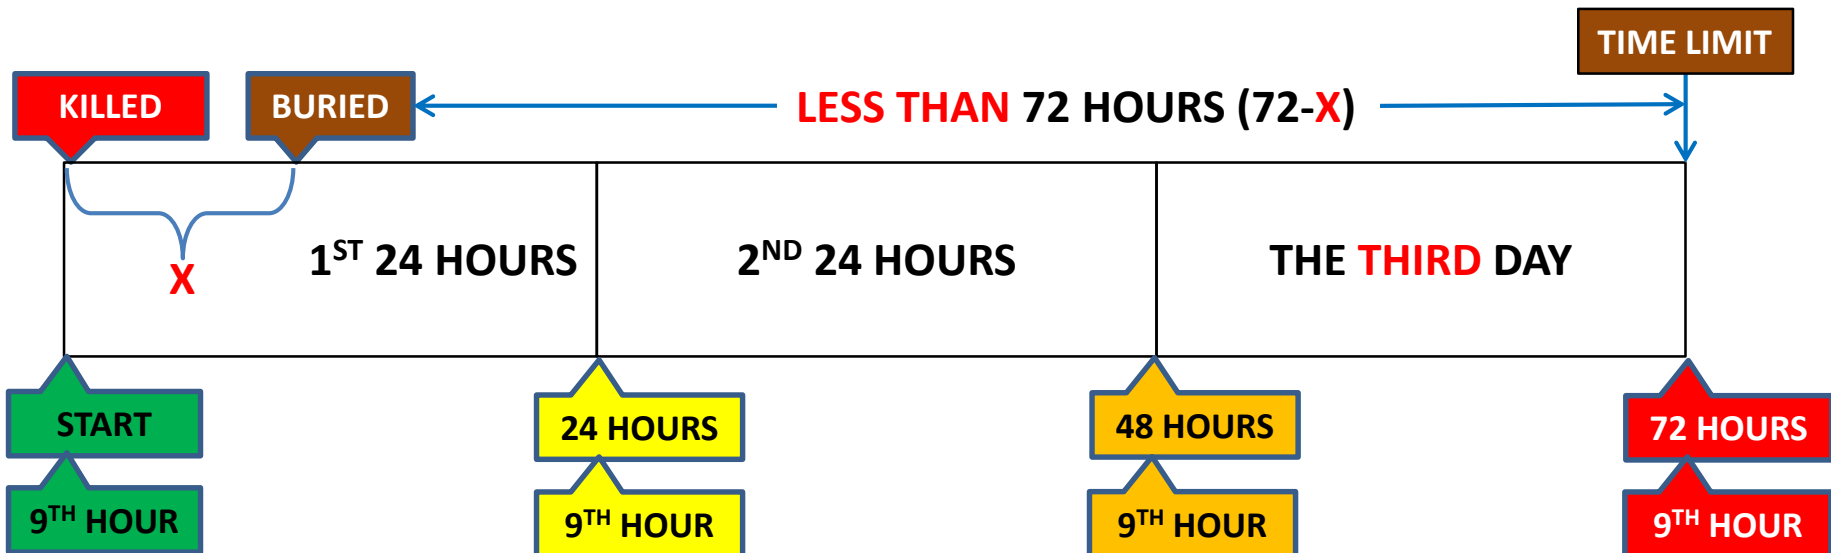 TIME LIMIT
KILLED
BURIED
LESS THAN 72 HOURS (72-X)
X
1ST 24 HOURS
2ND 24 HOURS
THE THIRD DAY
START
24 HOURS
48 HOURS
72 HOURS
9TH HOUR
9TH HOUR
9TH HOUR
9TH HOUR